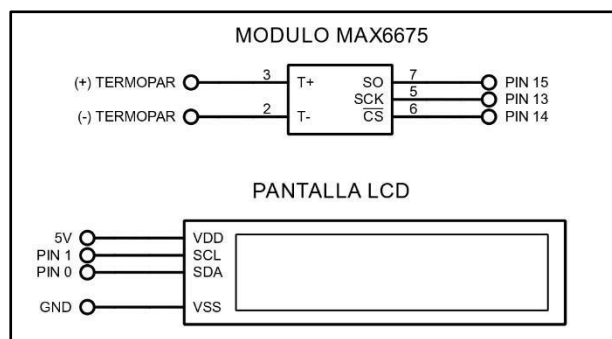 MODULO MAX6675
(+) TERMOPAR 3 T+ SO 7 PIN 15
SCK 5 PIN 13
(-) TERMOPAR 2 T- CS 6 PIN 14
PANTALLA LCD
5V VDD
PIN 1 SCL
PIN 0 SDA
GND VSS